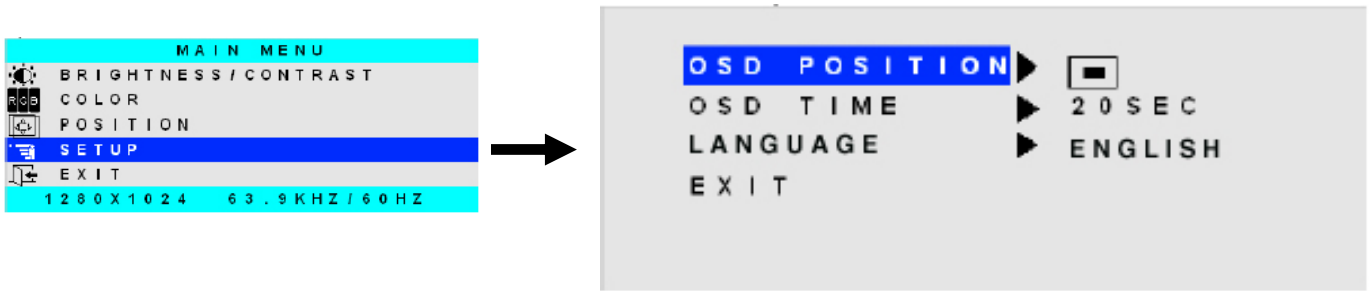 MAIN MENU
BRIGHTNESS/CONTRAST
RGB COLOR
POSITION
SETUP
EXIT
1280X1024 63.9KHZ/60HZ
OSD POSITION
OSD TIME 20SEC
LANGUAGE ENGLISH
EXIT